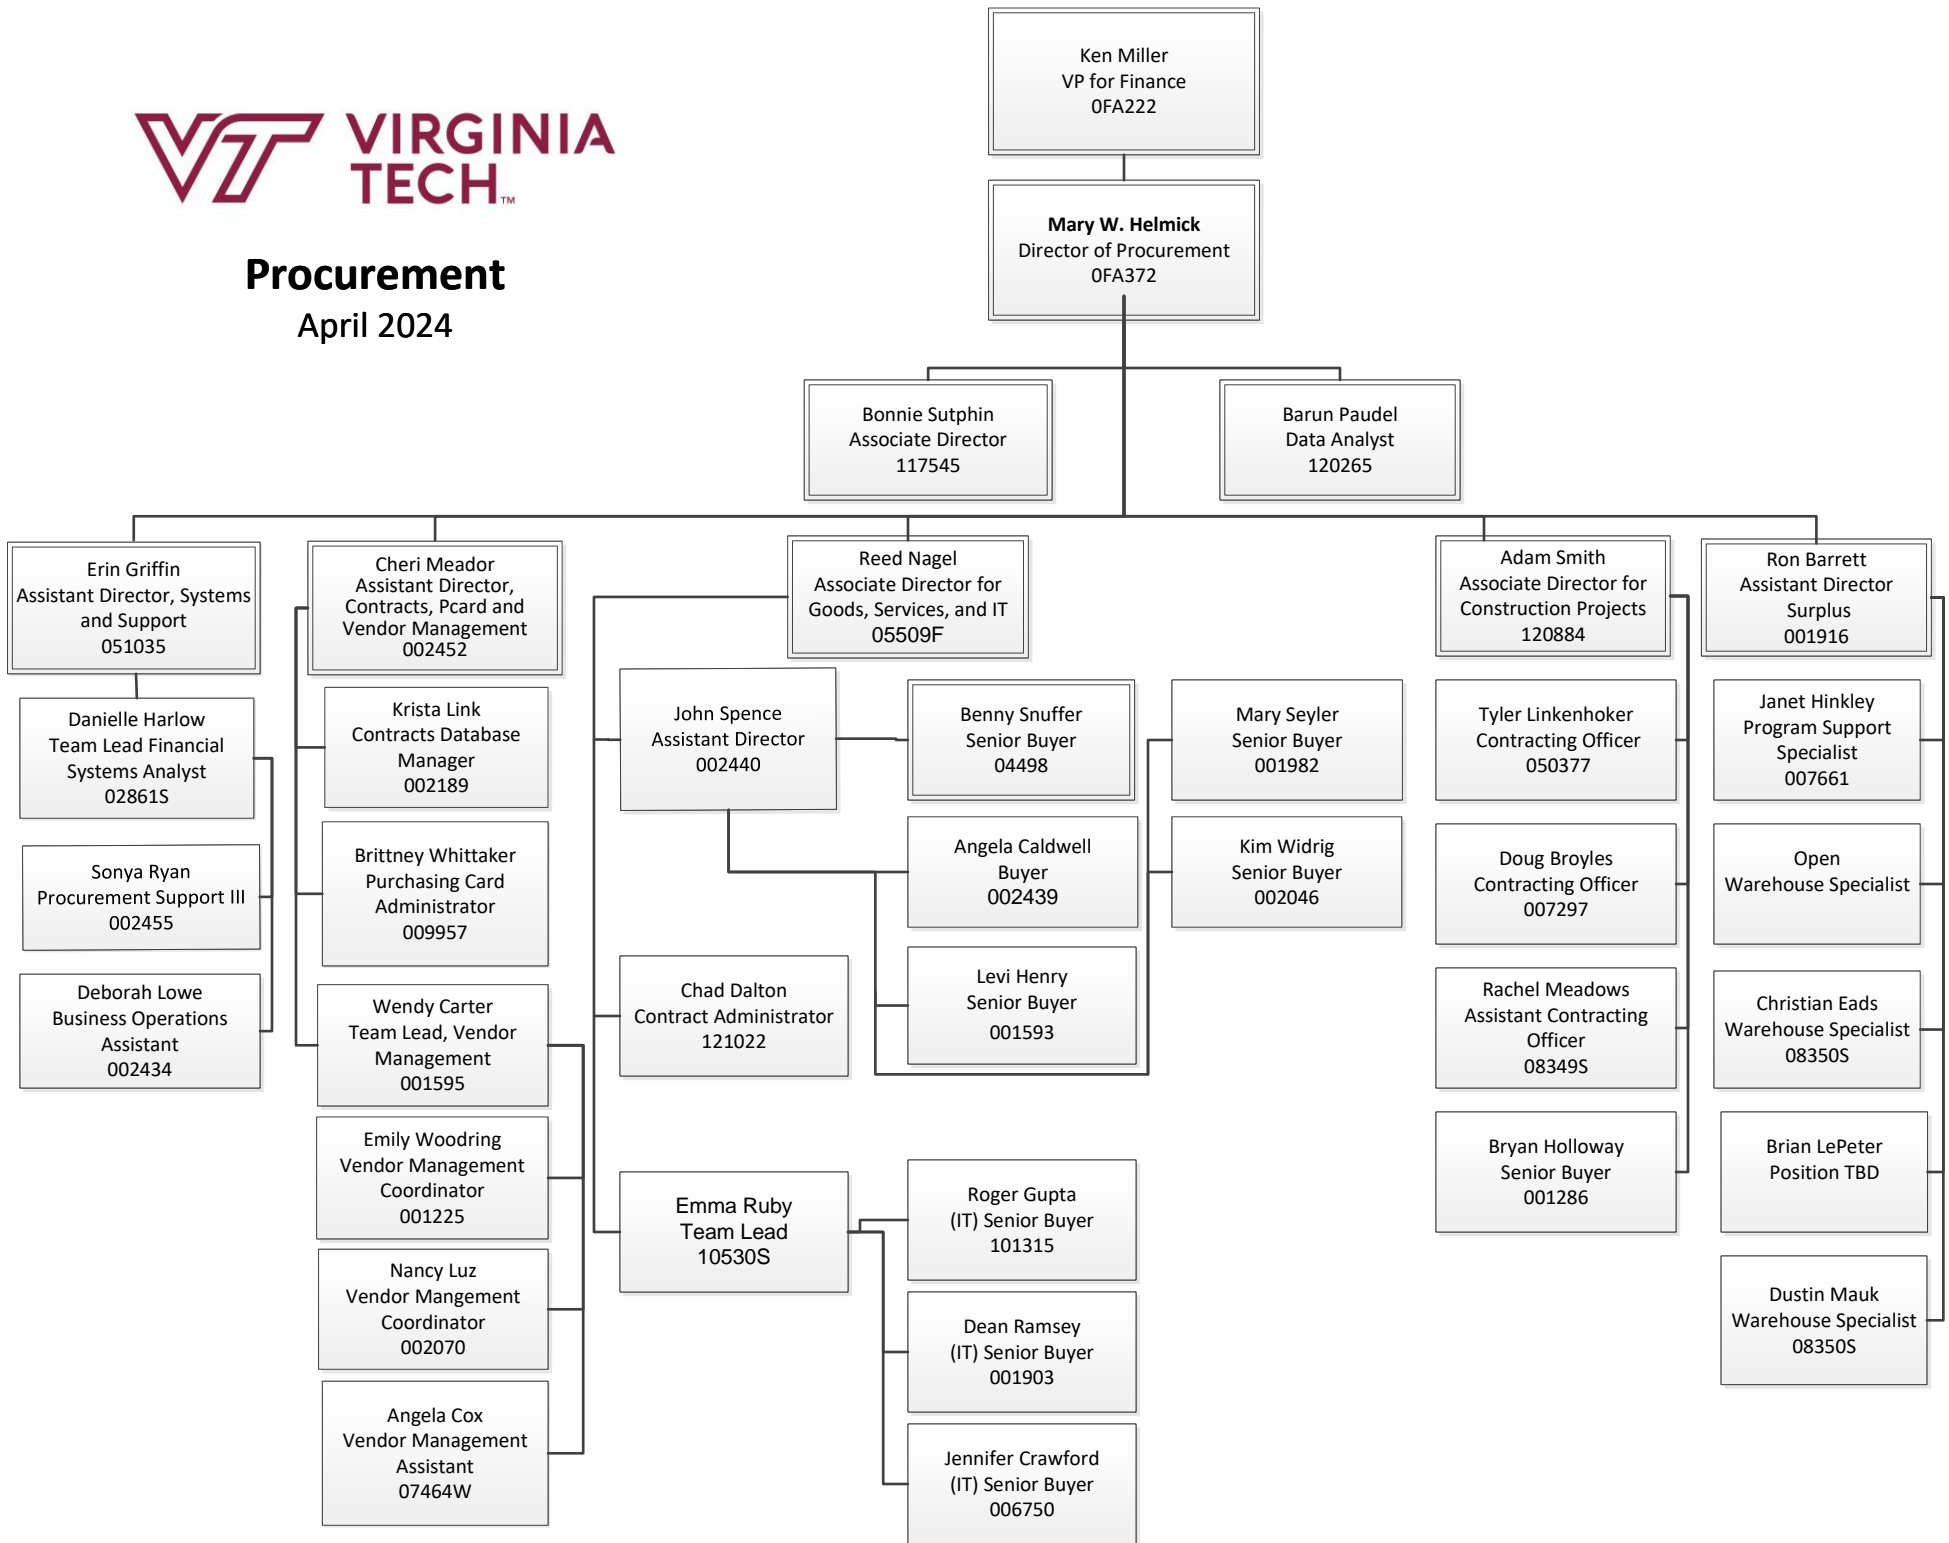 VT VIRGINIA
TECH™
Procurement
April 2024
Ken Miller
VP for Finance
0FA222
Mary W. Helmick
Director of Procurement
0FA372
Bonnie Sutphin
Associate Director
117545
Barun Paudel
Data Analyst
120265
Erin Griffin
Assistant Director, Systems
and Support
051035
Danielle Harlow
Team Lead Financial
Systems Analyst
02861S
Sonya Ryan
Procurement Support III
002455
Deborah Lowe
Business Operations
Assistant
002434
Cheri Meador
Assistant Director,
Contracts, Pcard and
Vendor Management
002452
Krista Link
Contracts Database
Manager
002189
Brittney Whittaker
Purchasing Card
Administrator
009957
Wendy Carter
Team Lead, Vendor
Management
001595
Emily Woodring
Vendor Management
Coordinator
001225
Nancy Luz
Vendor Mangement
Coordinator
002070
Angela Cox
Vendor Management
Assistant
07464W
Reed Nagel
Associate Director for
Goods, Services, and IT
05509F
John Spence
Assistant Director
002440
Benny Snuffer
Senior Buyer
04498
Mary Seyler
Senior Buyer
001982
Angela Caldwell
Buyer
002439
Kim Widrig
Senior Buyer
002046
Levi Henry
Senior Buyer
001593
Chad Dalton
Contract Administrator
121022
Emma Ruby
Team Lead
10530S
Roger Gupta
(IT) Senior Buyer
101315
Dean Ramsey
(IT) Senior Buyer
001903
Jennifer Crawford
(IT) Senior Buyer
006750
Adam Smith
Associate Director for
Construction Projects
120884
Tyler Linkenhoker
Contracting Officer
050377
Doug Broyles
Contracting Officer
007297
Rachel Meadows
Assistant Contracting
Officer
08349S
Bryan Holloway
Senior Buyer
001286
Ron Barrett
Assistant Director
Surplus
001916
Janet Hinkley
Program Support
Specialist
007661
Open
Warehouse Specialist
Christian Eads
Warehouse Specialist
08350S
Brian LePeter
Position TBD
Dustin Mauk
Warehouse Specialist
08350S